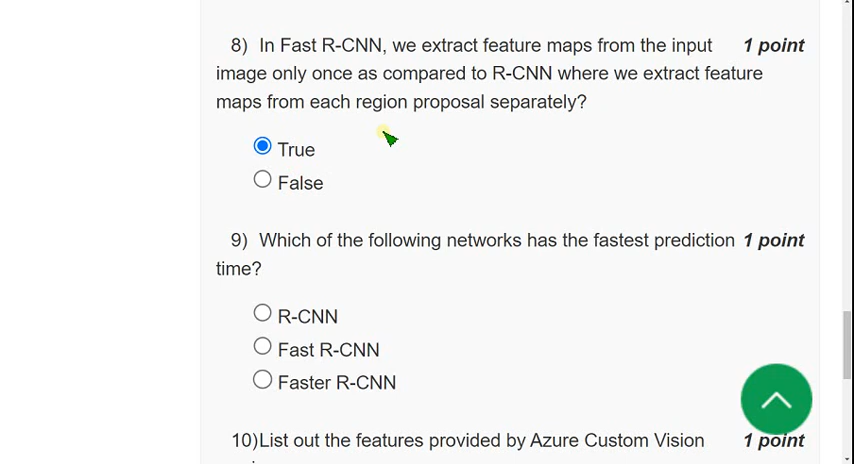 8) In Fast R-CNN, we extract feature maps from the input 1 point
image only once as compared to R-CNN where we extract feature
maps from each region proposal separately?
True
False
9) Which of the following networks has the fastest prediction 1 point
time?
R-CNN
Fast R-CNN
Faster R-CNN
10)List out the features provided by Azure Custom Vision 1 point